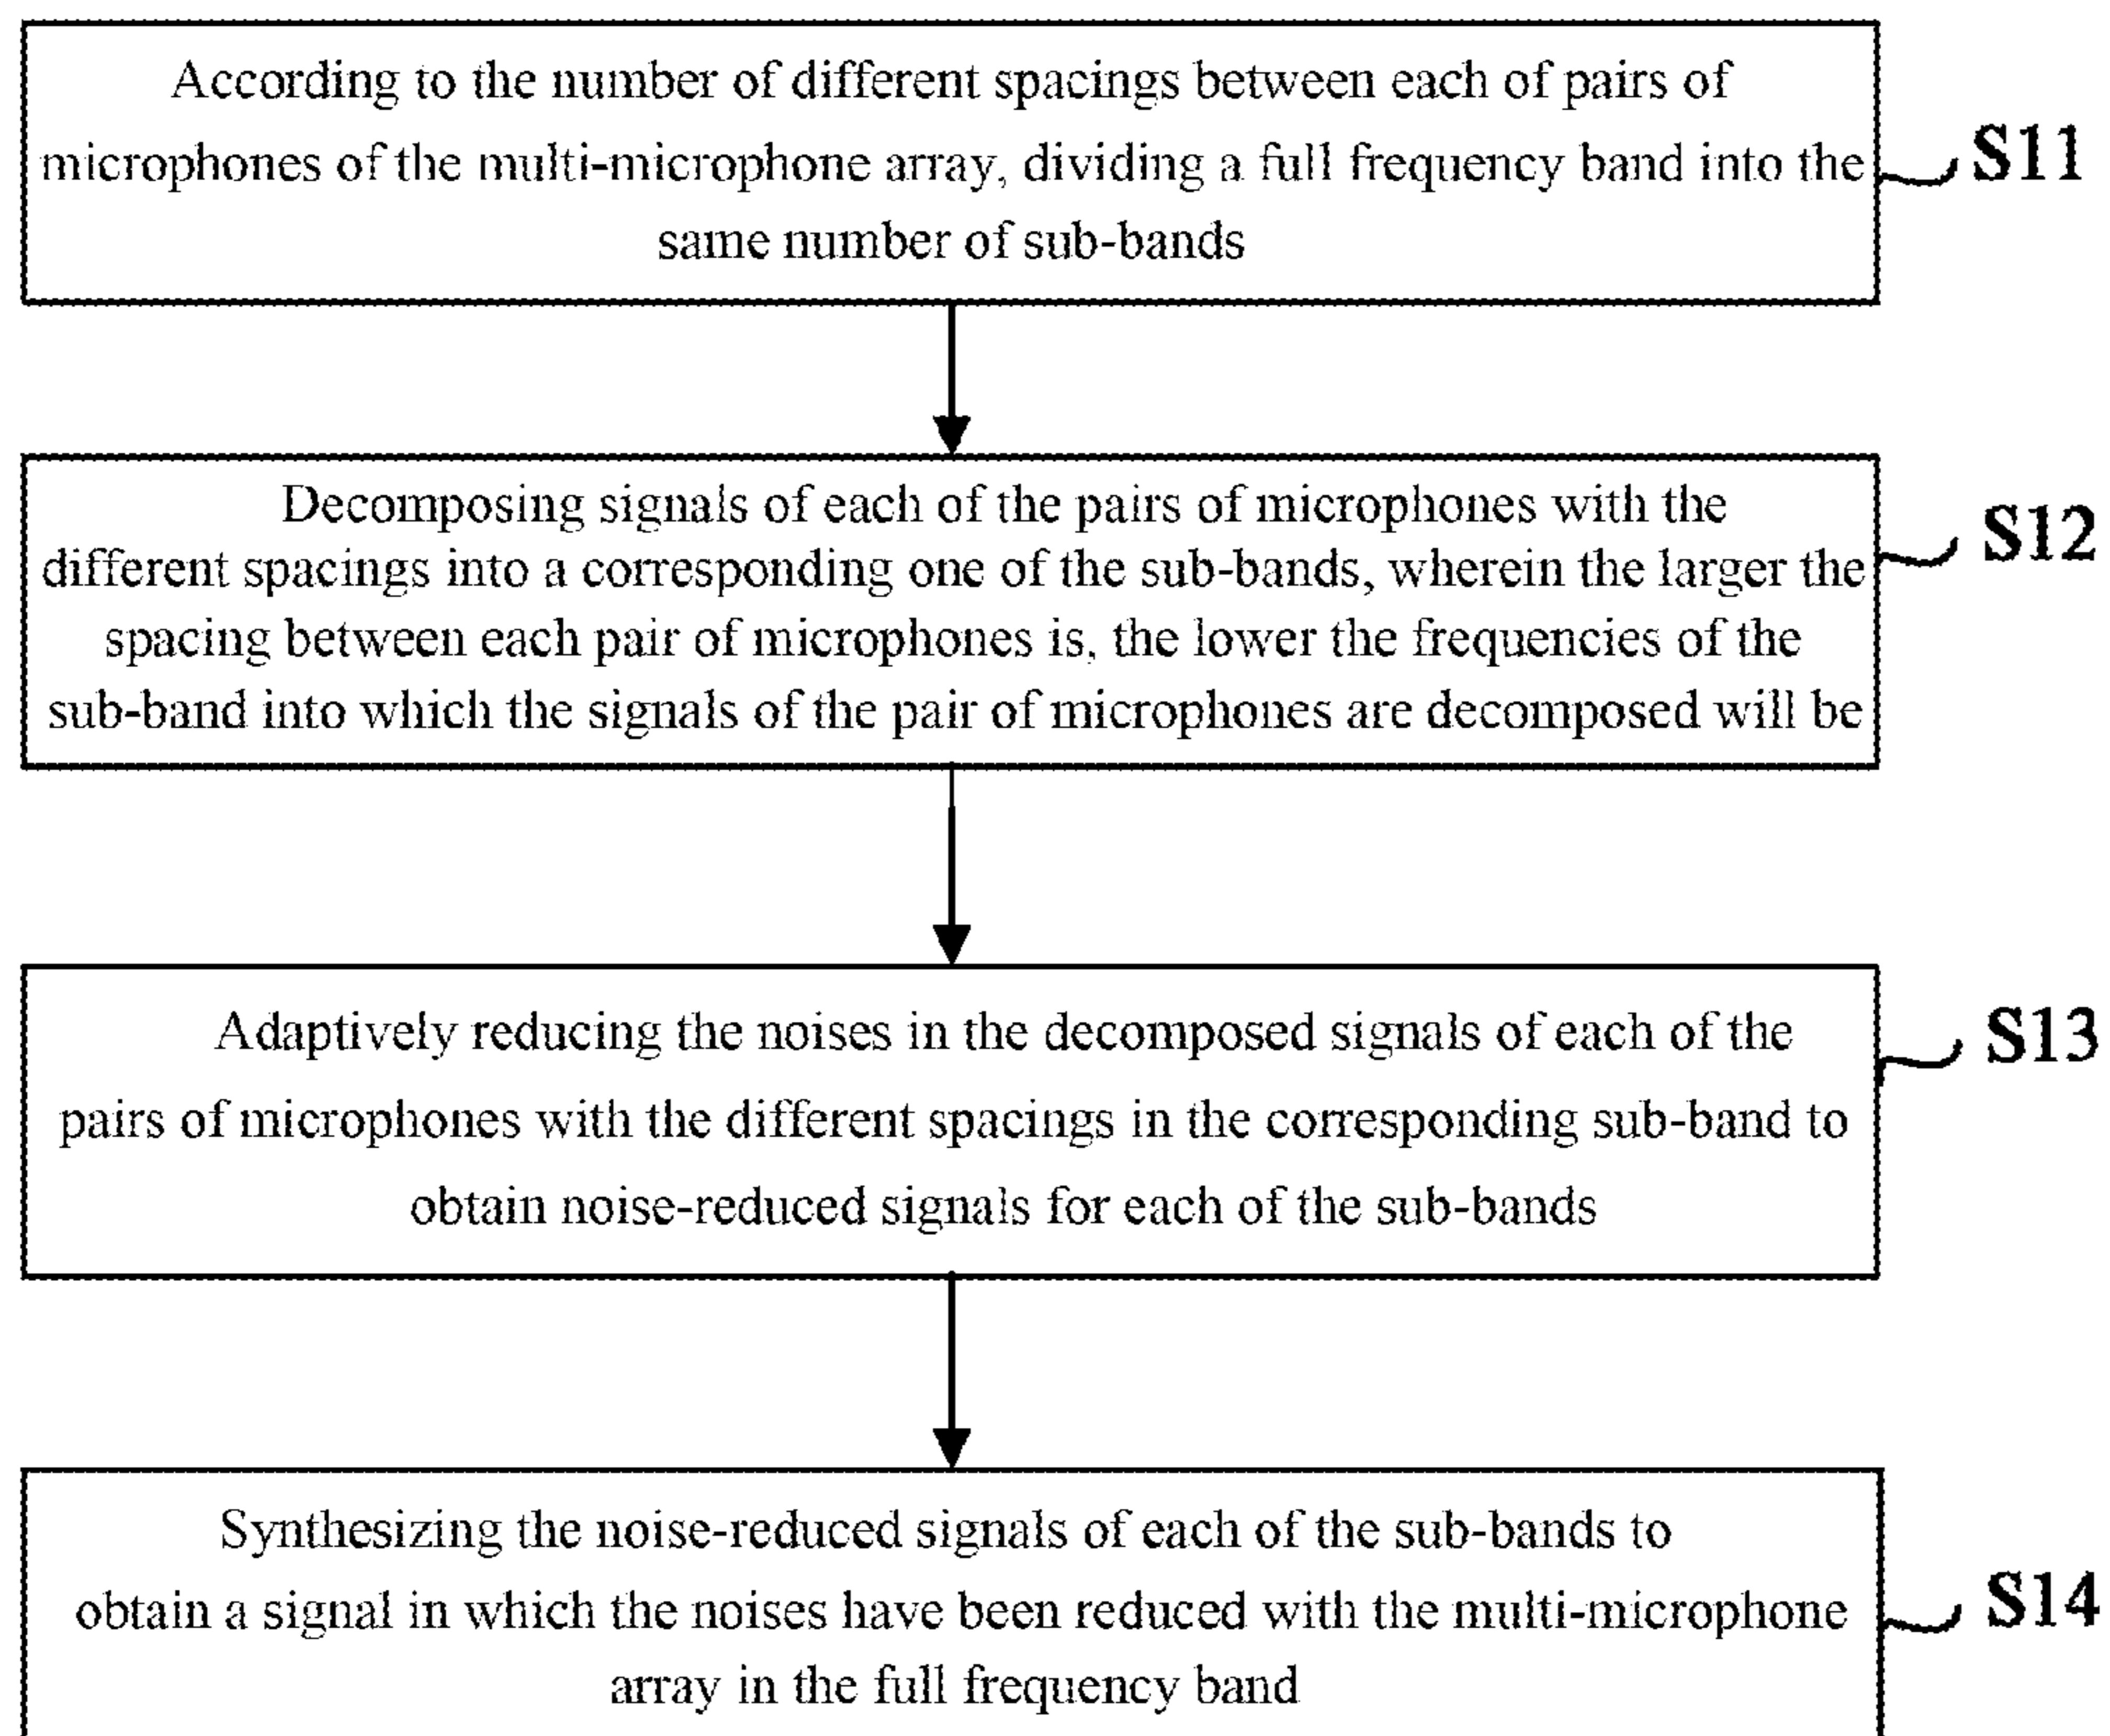 According to the number of different spacings between each of pairs of
microphones of the multi-microphone array, dividing a full frequency band into the
same number of sub-bands
S11
Decomposing signals of each of the pairs of microphones with the
different spacings into a corresponding one of the sub-bands, wherein the larger the
spacing between each pair of microphones is, the lower the frequencies of the
sub-band into which the signals of the pair of microphones are decomposed will be
S12
Adaptively reducing the noises in the decomposed signals of each of the
pairs of microphones with the different spacings in the corresponding sub-band to
obtain noise-reduced signals for each of the sub-bands
S13
Synthesizing the noise-reduced signals of each of the sub-bands to
obtain a signal in which the noises have been reduced with the multi-microphone
array in the full frequency band
S14